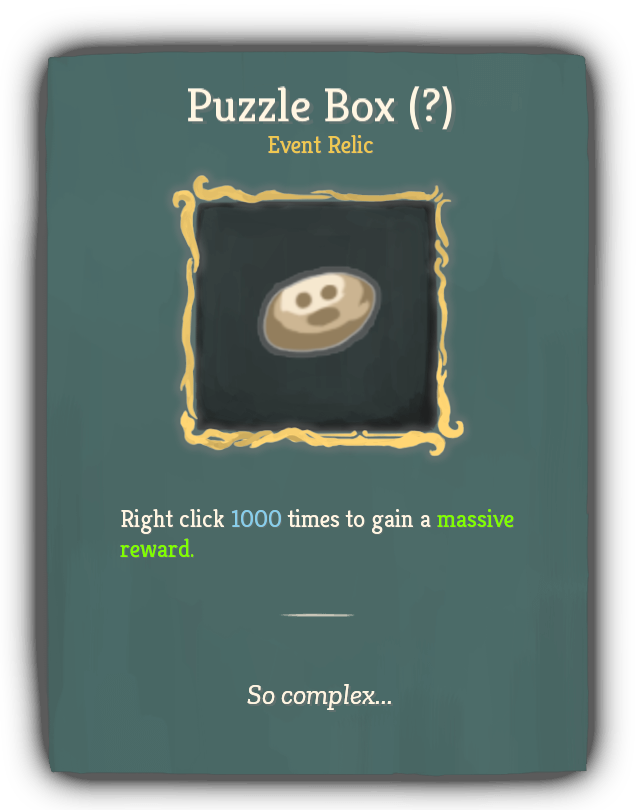 Puzzle Box (?)
Event Relic
Right click 1000 times to gain a massive
reward.
So complex...